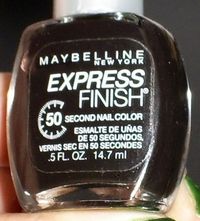 MAYBELLINE
NEW YORK
EXPRESS
FINISH®
50 SECOND NAIL COLOR
ESMALTE DE UÑAS
DE 50 SEGUNDOS,
VERNIS SEC EN 50 SECONDES
.5 FL. OZ. 14.7 ml